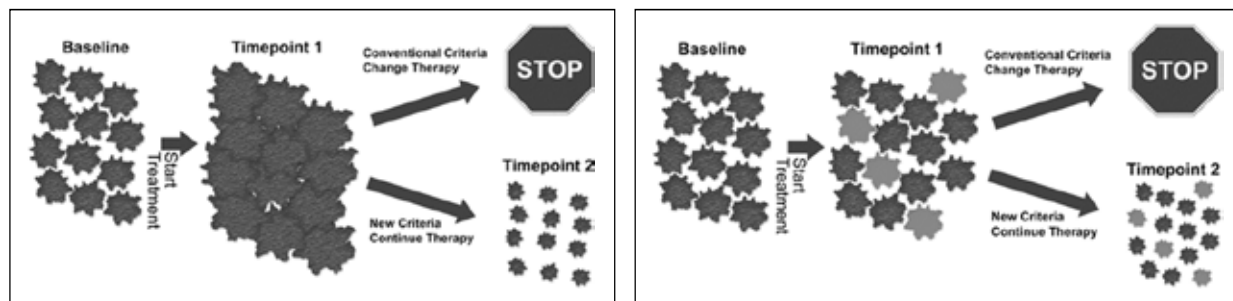 Baseline
Timepoint 1
Conventional Criteria
Change Therapy
STOP
Start
Treatment
Timepoint 2
New Criteria
Continue Therapy
Baseline
Timepoint 1
Conventional Criteria
Change Therapy
STOP
Start
Treatment
Timepoint 2
New Criteria
Continue Therapy